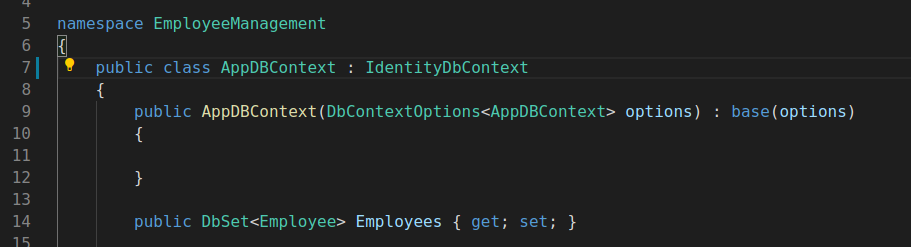 4
5 namespace EmployeeManagement
6 {
7 public class AppDBContext : IdentityDbContext
8 {
9 public AppDBContext(DbContextOptions<AppDBContext> options) : base(options)
10 {
11
12 }
13
14 public DbSet<Employee> Employees { get; set; }
15